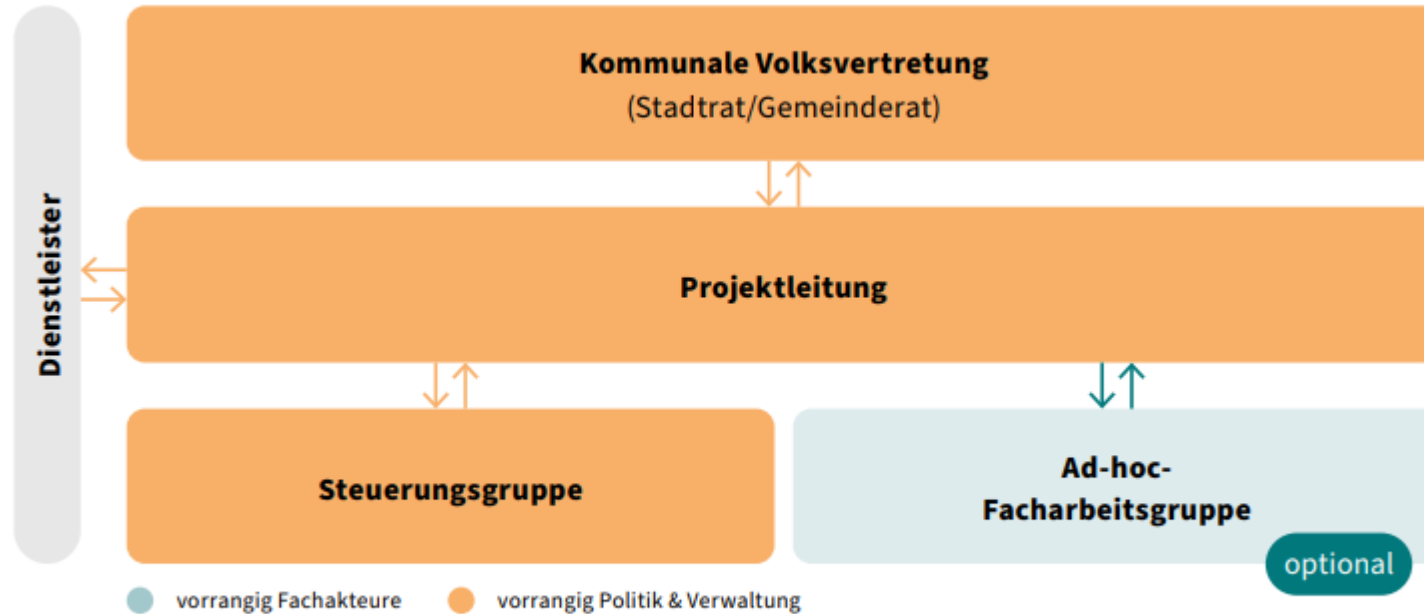 Kommunale Volksvertretung
(Stadtrat/Gemeinderat)
Dienstleister
Projektleitung
Steuerungsgruppe
Ad-hoc-
Facharbeitsgruppe
optional
vorrangig Fachakteure
vorrangig Politik & Verwaltung